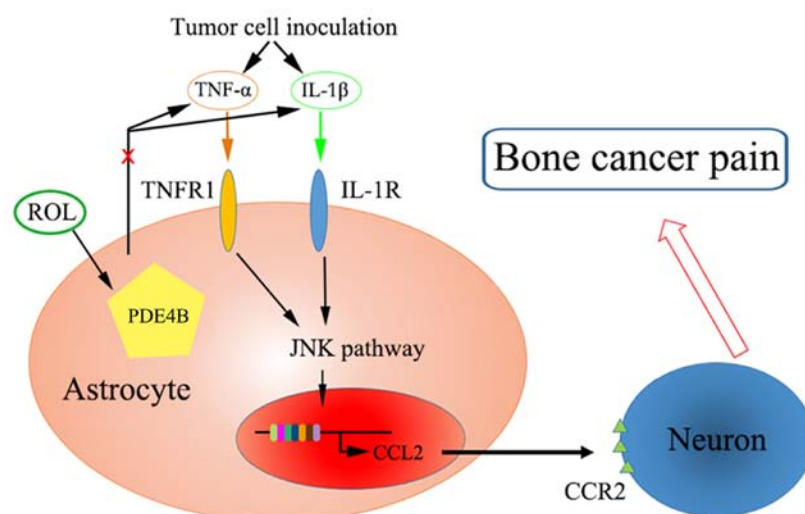 Tumor cell inoculation
TNF-α
IL-1β
Bone cancer pain
TNFR1
IL-1R
ROL
PDE4B
JNK pathway
Astrocyte
CCL2
Neuron
CCR2